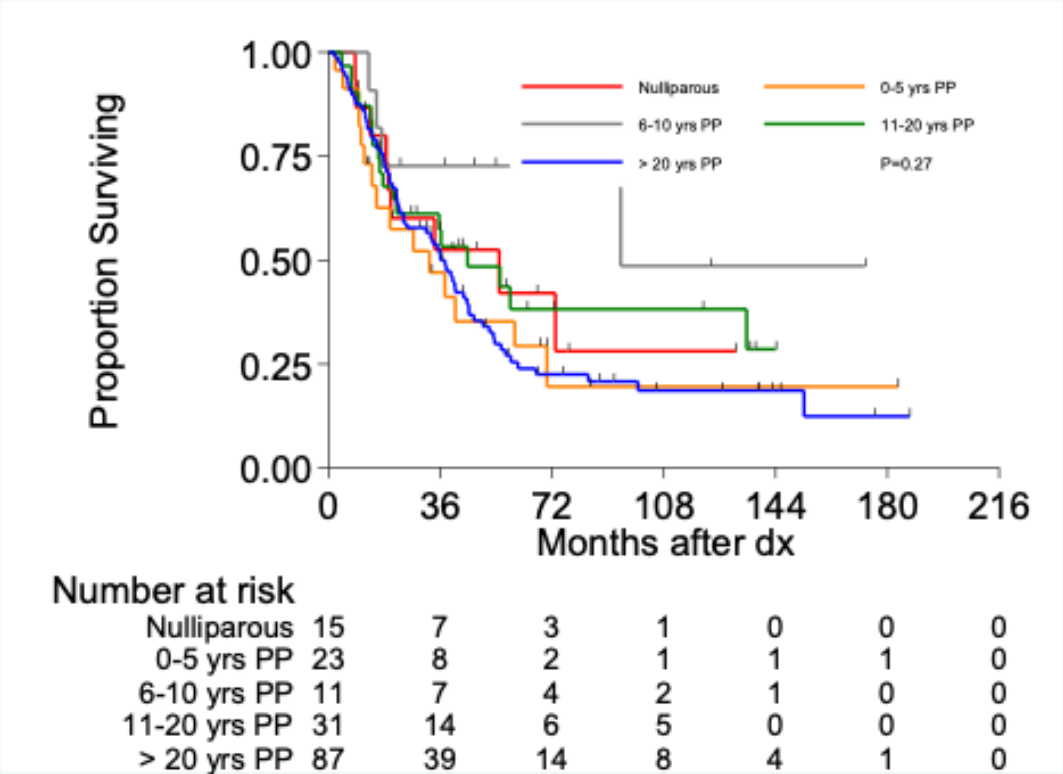 1.00
0.75
0.50
0.25
0.00
Proportion Surviving
Nulliparous 0-5 yrs PP
6-10 yrs PP 11-20 yrs PP
> 20 yrs PP P=0.27
0 36 72 108 144 180 216
Months after dx
Number at risk
Nulliparous 15 7 3 1 0 0 0
0-5 yrs PP 23 8 2 1 1 1 0
6-10 yrs PP 11 7 4 2 1 0 0
11-20 yrs PP 31 14 6 5 0 0 0
> 20 yrs PP 87 39 14 8 4 1 0